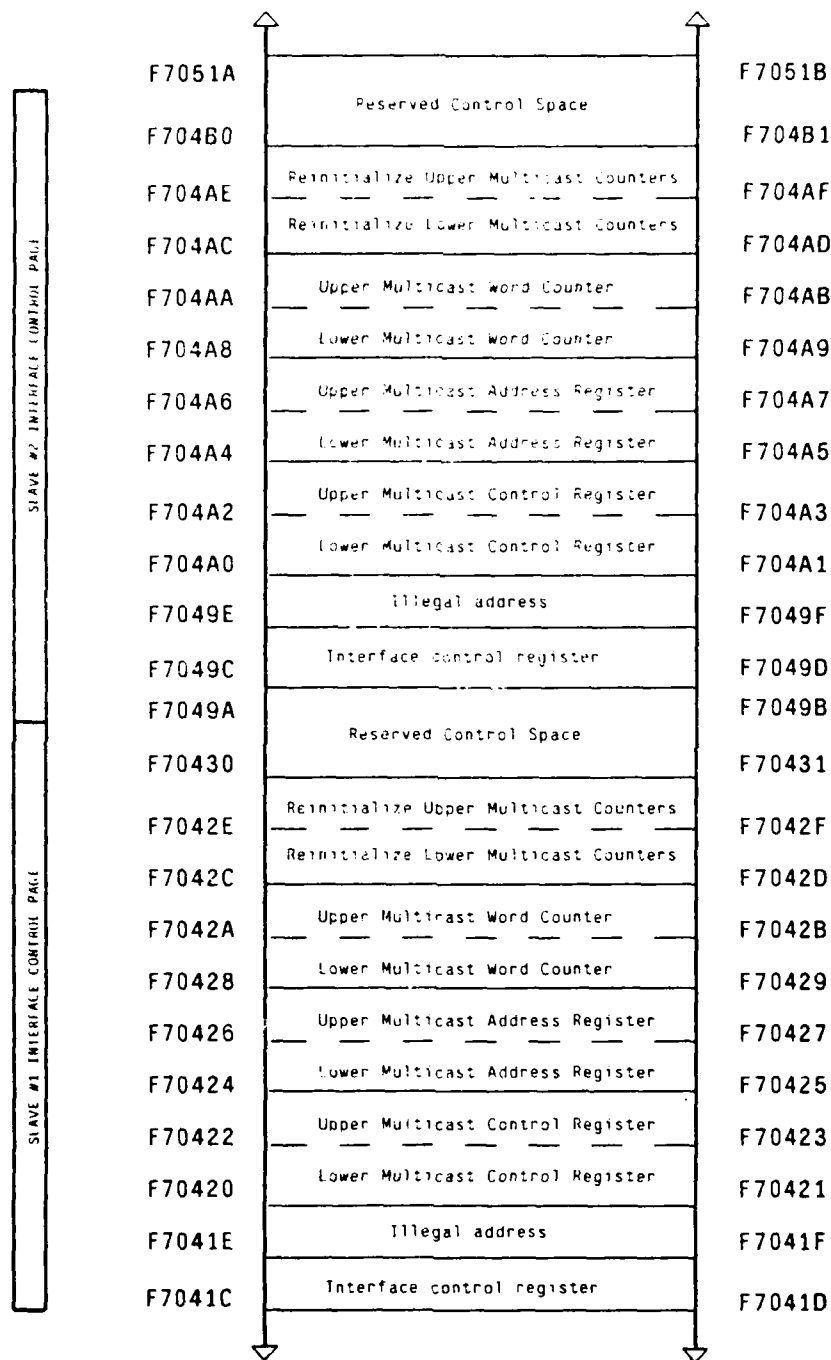 F7051A F7051B
Reserved Control Space
F704B0 F704B1
Reinitialize Upper Multicast Counters
F704AE F704AF
Reinitialize Lower Multicast Counters
F704AC F704AD
Upper Multicast Word Counter
F704AA F704AB
Lower Multicast Word Counter
F704A8 F704A9
Upper Multicast Address Register
F704A6 F704A7
Lower Multicast Address Register
F704A4 F704A5
Upper Multicast Control Register
F704A2 F704A3
Lower Multicast Control Register
F704A0 F704A1
Illegal address
F7049E F7049F
Interface control register
F7049C F7049D
F7049A F7049B
Reserved Control Space
F70430 F70431
Reinitialize Upper Multicast Counters
F7042E F7042F
Reinitialize Lower Multicast Counters
F7042C F7042D
Upper Multicast Word Counter
F7042A F7042B
Lower Multicast Word Counter
F70428 F70429
Upper Multicast Address Register
F70426 F70427
Lower Multicast Address Register
F70424 F70425
Upper Multicast Control Register
F70422 F70423
Lower Multicast Control Register
F70420 F70421
Illegal address
F7041E F7041F
Interface control register
F7041C F7041D
SLAVE #2 INTERFACE CONTROL PAGE
SLAVE #1 INTERFACE CONTROL PAGE